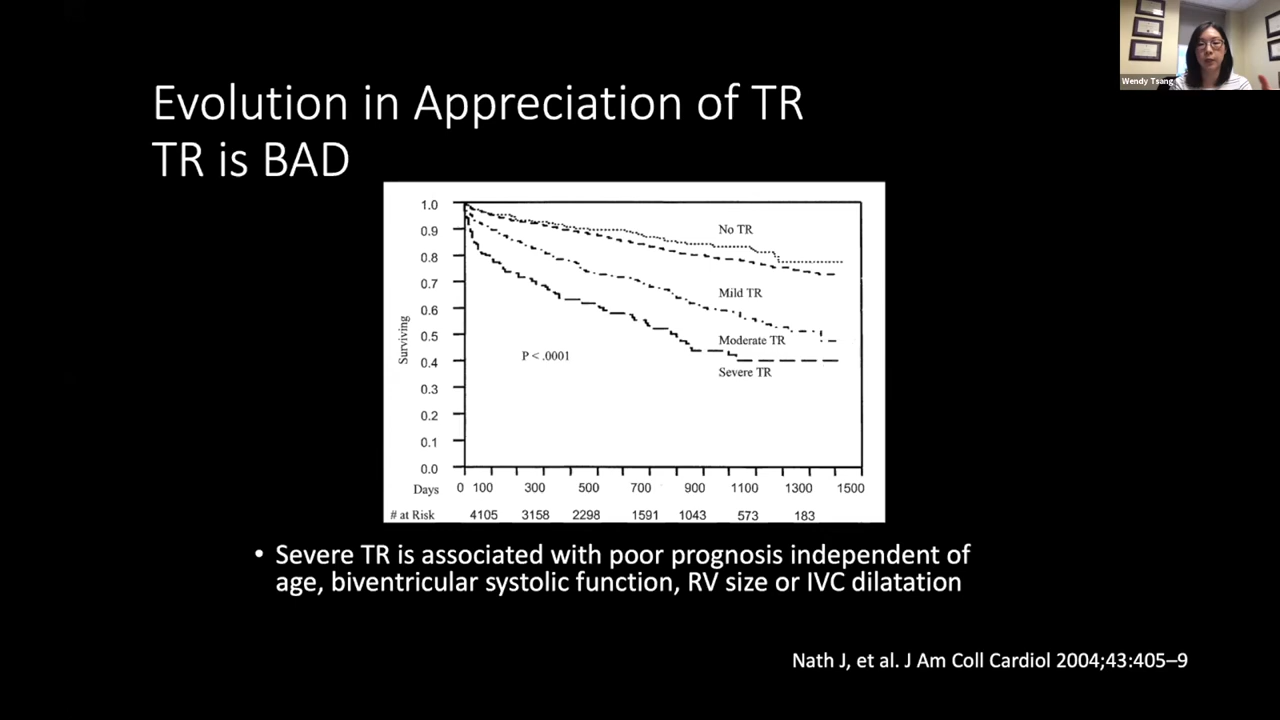 Wendy Tsang
Evolution in Appreciation of TR
TR is BAD
1.0
0.9
0.8
0.7
0.6
0.5
0.4
0.3
0.2
0.1
0.0
Surviving
No TR
Mild TR
Moderate TR
Severe TR
P < .0001
Days 0 100 300 500 700 900 1100 1300 1500
# at Risk 4105 3158 2298 1591 1043 573 183
• Severe TR is associated with poor prognosis independent of
age, biventricular systolic function, RV size or IVC dilatation
Nath J, et al. J Am Coll Cardiol 2004;43:405–9